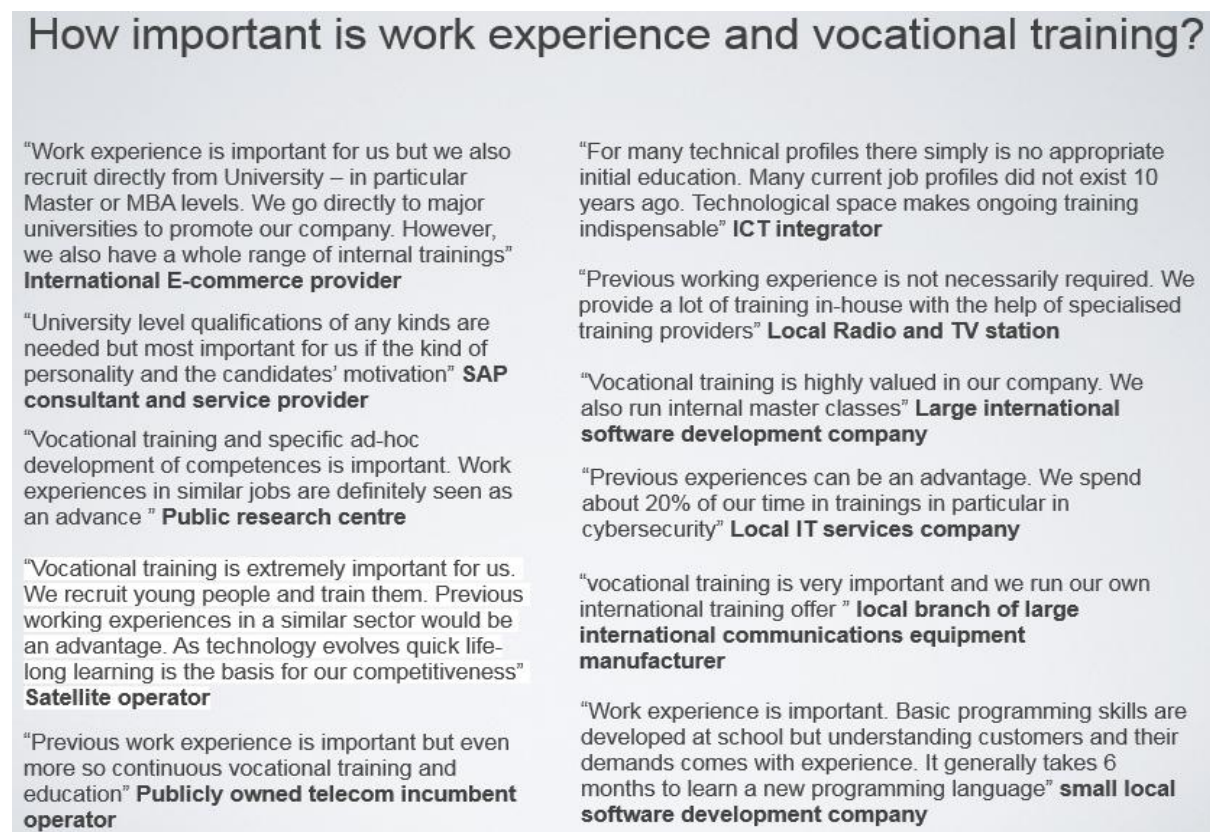 How important is work experience and vocational training?
“Work experience is important for us but we also
recruit directly from University – in particular
Master or MBA levels. We go directly to major
universities to promote our company. However,
we also have a whole range of internal trainings”
International E-commerce provider
“University level qualifications of any kinds are
needed but most important for us if the kind of
personality and the candidates’ motivation” SAP
consultant and service provider
“Vocational training and specific ad-hoc
development of competences is important. Work
experiences in similar jobs are definitely seen as
an advance ” Public research centre
“Vocational training is extremely important for us.
We recruit young people and train them. Previous
working experiences in a similar sector would be
an advantage. As technology evolves quick life-
long learning is the basis for our competitiveness”
Satellite operator
“Previous work experience is important but even
more so continuous vocational training and
education” Publicly owned telecom incumbent
operator
“For many technical profiles there simply is no appropriate
initial education. Many current job profiles did not exist 10
years ago. Technological space makes ongoing training
indispensable” ICT integrator
“Previous working experience is not necessarily required. We
provide a lot of training in-house with the help of specialised
training providers” Local Radio and TV station
“Vocational training is highly valued in our company. We
also run internal master classes” Large international
software development company
“Previous experiences can be an advantage. We spend
about 20% of our time in trainings in particular in
cybersecurity” Local IT services company
“vocational training is very important and we run our own
international training offer ” local branch of large
international communications equipment
manufacturer
“Work experience is important. Basic programming skills are
developed at school but understanding customers and their
demands comes with experience. It generally takes 6
months to learn a new programming language” small local
software development company